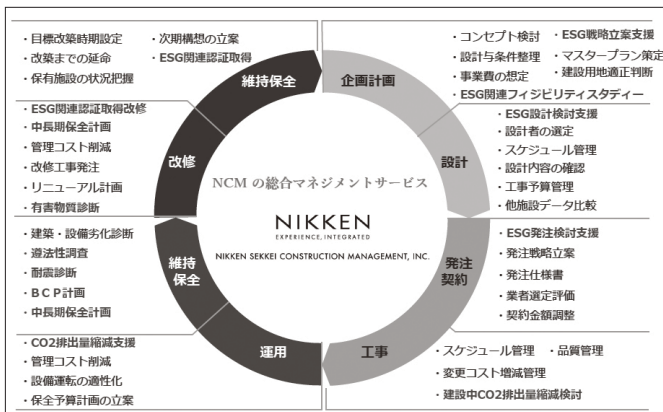 ・目標改築時期設定　・次期構想の立案
・改築までの延命　・ESG関連認証取得
・保有施設の状況把握
維持保全
企画計画
・コンセプト検討　・ESG戦略立案支援
・設計与条件整理　・マスタープラン策定
・事業費の想定　・建設用地適正判断
・ESG関連フィジビリティスタディー
・ESG関連認証取得改修
・中長期保全計画
・管理コスト削減
・改修工事発注
・リニューアル計画
・有害物質診断
改修
設計
・ESG設計検討支援
・設計者の選定
・スケジュール管理
・設計内容の確認
・工事予算管理
・他施設データ比較
NCMの総合マネジメントサービス
NIKKEN
EXPERIENCE, INTEGRATED
NIKKEN SEKKEI CONSTRUCTION MANAGEMENT, INC.
・建築・設備劣化診断
・遵法性調査
・耐震診断
・BCP計画
・中長期保全計画
維持
保全
発注
契約
・ESG発注検討支援
・発注戦略立案
・発注仕様書
・業者選定評価
・契約金額調整
・CO2排出量縮減支援
・管理コスト削減
・設備運転の適性化
・保全予算計画の立案
運用
工事
・スケジュール管理　・品質管理
・変更コスト増減管理
・建設中CO2排出量縮減検討